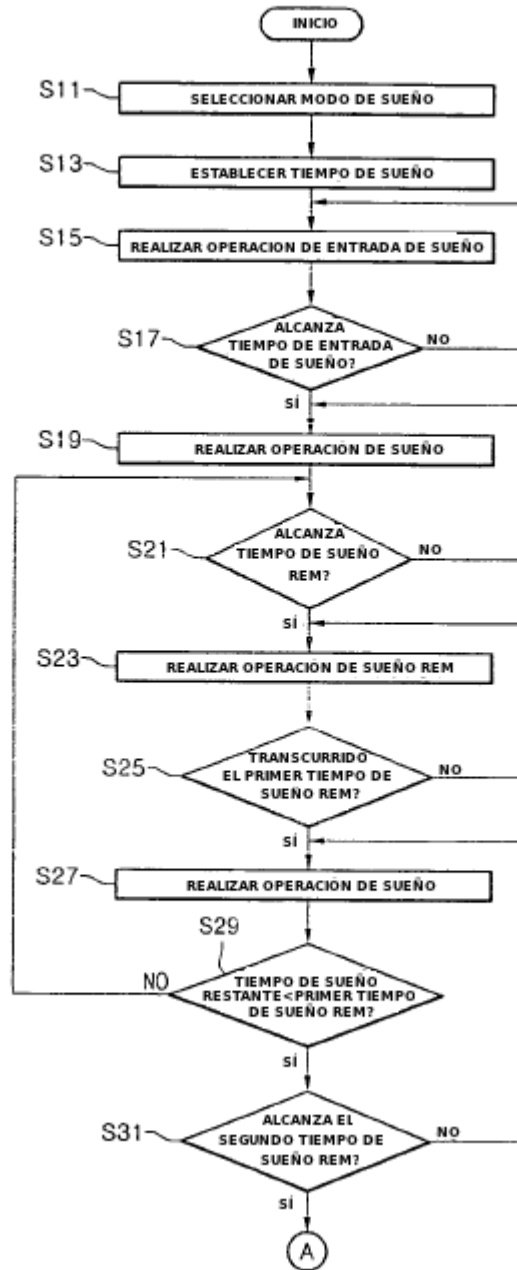 INICIO
S11
SELECCIONAR MODO DE SUEÑO
S13
ESTABLECER TIEMPO DE SUEÑO
S15
REALIZAR OPERACION DE ENTRADA DE SUEÑO
S17
ALCANZA
TIEMPO DE ENTRADA
DE SUEÑO?
NO
SÍ
S19
REALIZAR OPERACIÓN DE SUEÑO
S21
ALCANZA
TIEMPO DE SUEÑO
REM?
NO
SÍ
S23
REALIZAR OPERACIÓN DE SUEÑO REM
S25
TRANSCURRIDO
EL PRIMER TIEMPO DE
SUEÑO REM?
NO
SÍ
S27
REALIZAR OPERACIÓN DE SUEÑO
S29
NO
TIEMPO DE SUEÑO
RESTANTE<PRIMER TIEMPO
DE SUEÑO REM?
SÍ
S31
ALCANZA EL
SEGUNDO TIEMPO DE
SUEÑO REM?
NO
SÍ
A